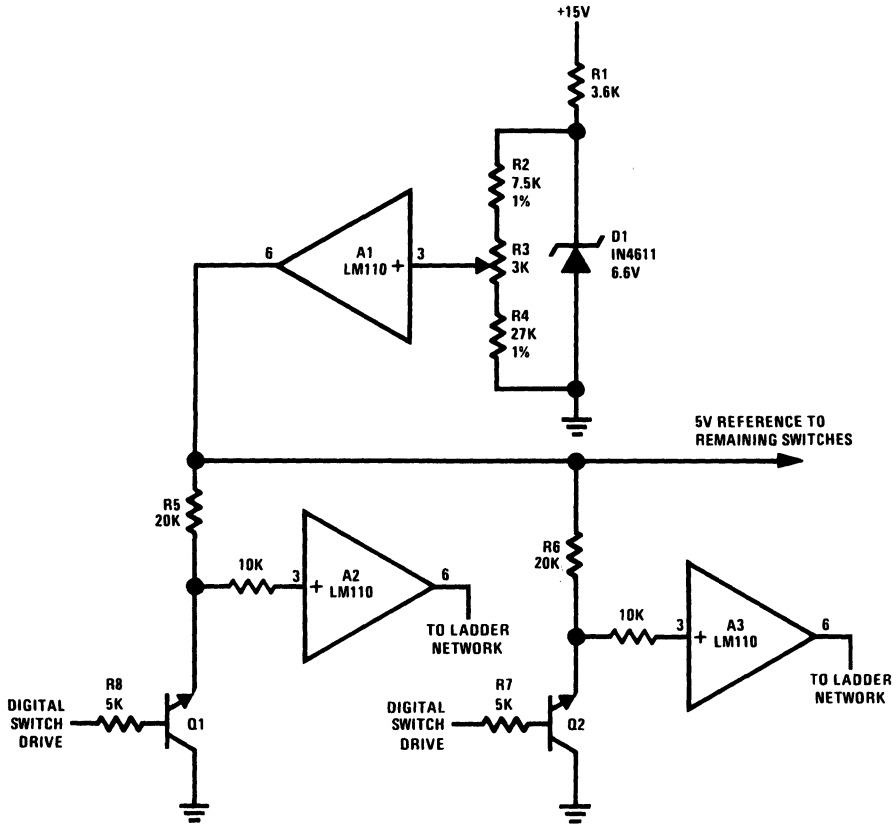 +15V
R1
3.6K
R2
7.5K
1%
R3
3K
R4
27K
1%
D1
IN4611
6.6V
6
A1
LM110
+
3
5V REFERENCE TO
REMAINING SWITCHES
R5
20K
10K
3
+
A2
LM110
6
TO LADDER
NETWORK
R6
20K
10K
3
+
A3
LM110
6
TO LADDER
NETWORK
DIGITAL
SWITCH
DRIVE
R8
5K
Q1
DIGITAL
SWITCH
DRIVE
R7
5K
Q2